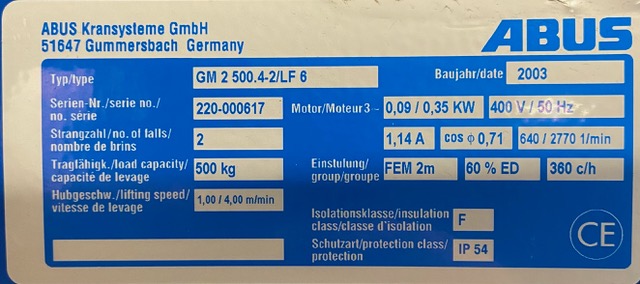 ABUS Kransysteme GmbH
51647 Gummersbach Germany
ABUS
Typ/type GM 2 500.4-2/LF 6 Baujahr/date 2003
Serien-Nr./serie no./
no. série 220-000617 Motor/Moteur3 ~ 0,09 / 0,35 KW 400 V / 50 Hz
Strangzahl/no. of falls/
nombre de brins 2 1,14 A cos φ 0,71 640 / 2770 1/min
Tragfähigk./load capacity/
capacité de levage 500 kg Einstulung/
group/groupe FEM 2m 60 % ED 360 c/h
Hubgeschw./lifting speed/
vitesse de levage 1,00 / 4,00 m/min
Isolationsklasse/insulation
class/classe d'isolation F
Schutzart/protection class/
protection IP 54
CE